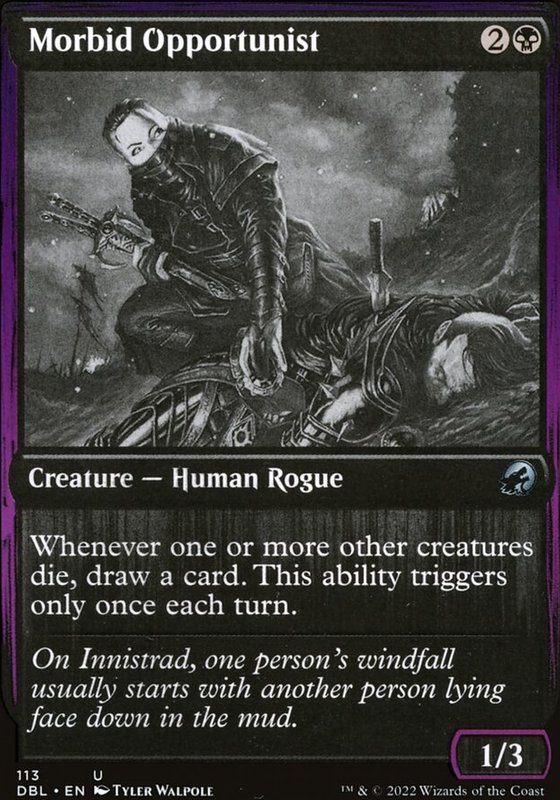 Morbid Opportunist 2
Creature — Human Rogue
Whenever one or more other creatures
die, draw a card. This ability triggers
only once each turn.
On Innistrad, one person's windfall
usually starts with another person lying
face down in the mud.
1/3
113 U
DBL • EN Tyler Walpole ™ & © 2022 Wizards of the Coast